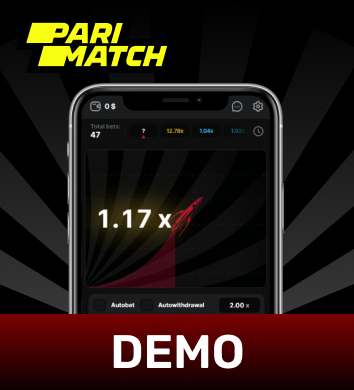 PARI
MATCH
0 $
Total bets:
47
? 12.78x 1.04x 1.02x
1.17 x
Autobet Autowithdrawal 2.00 x
DEMO